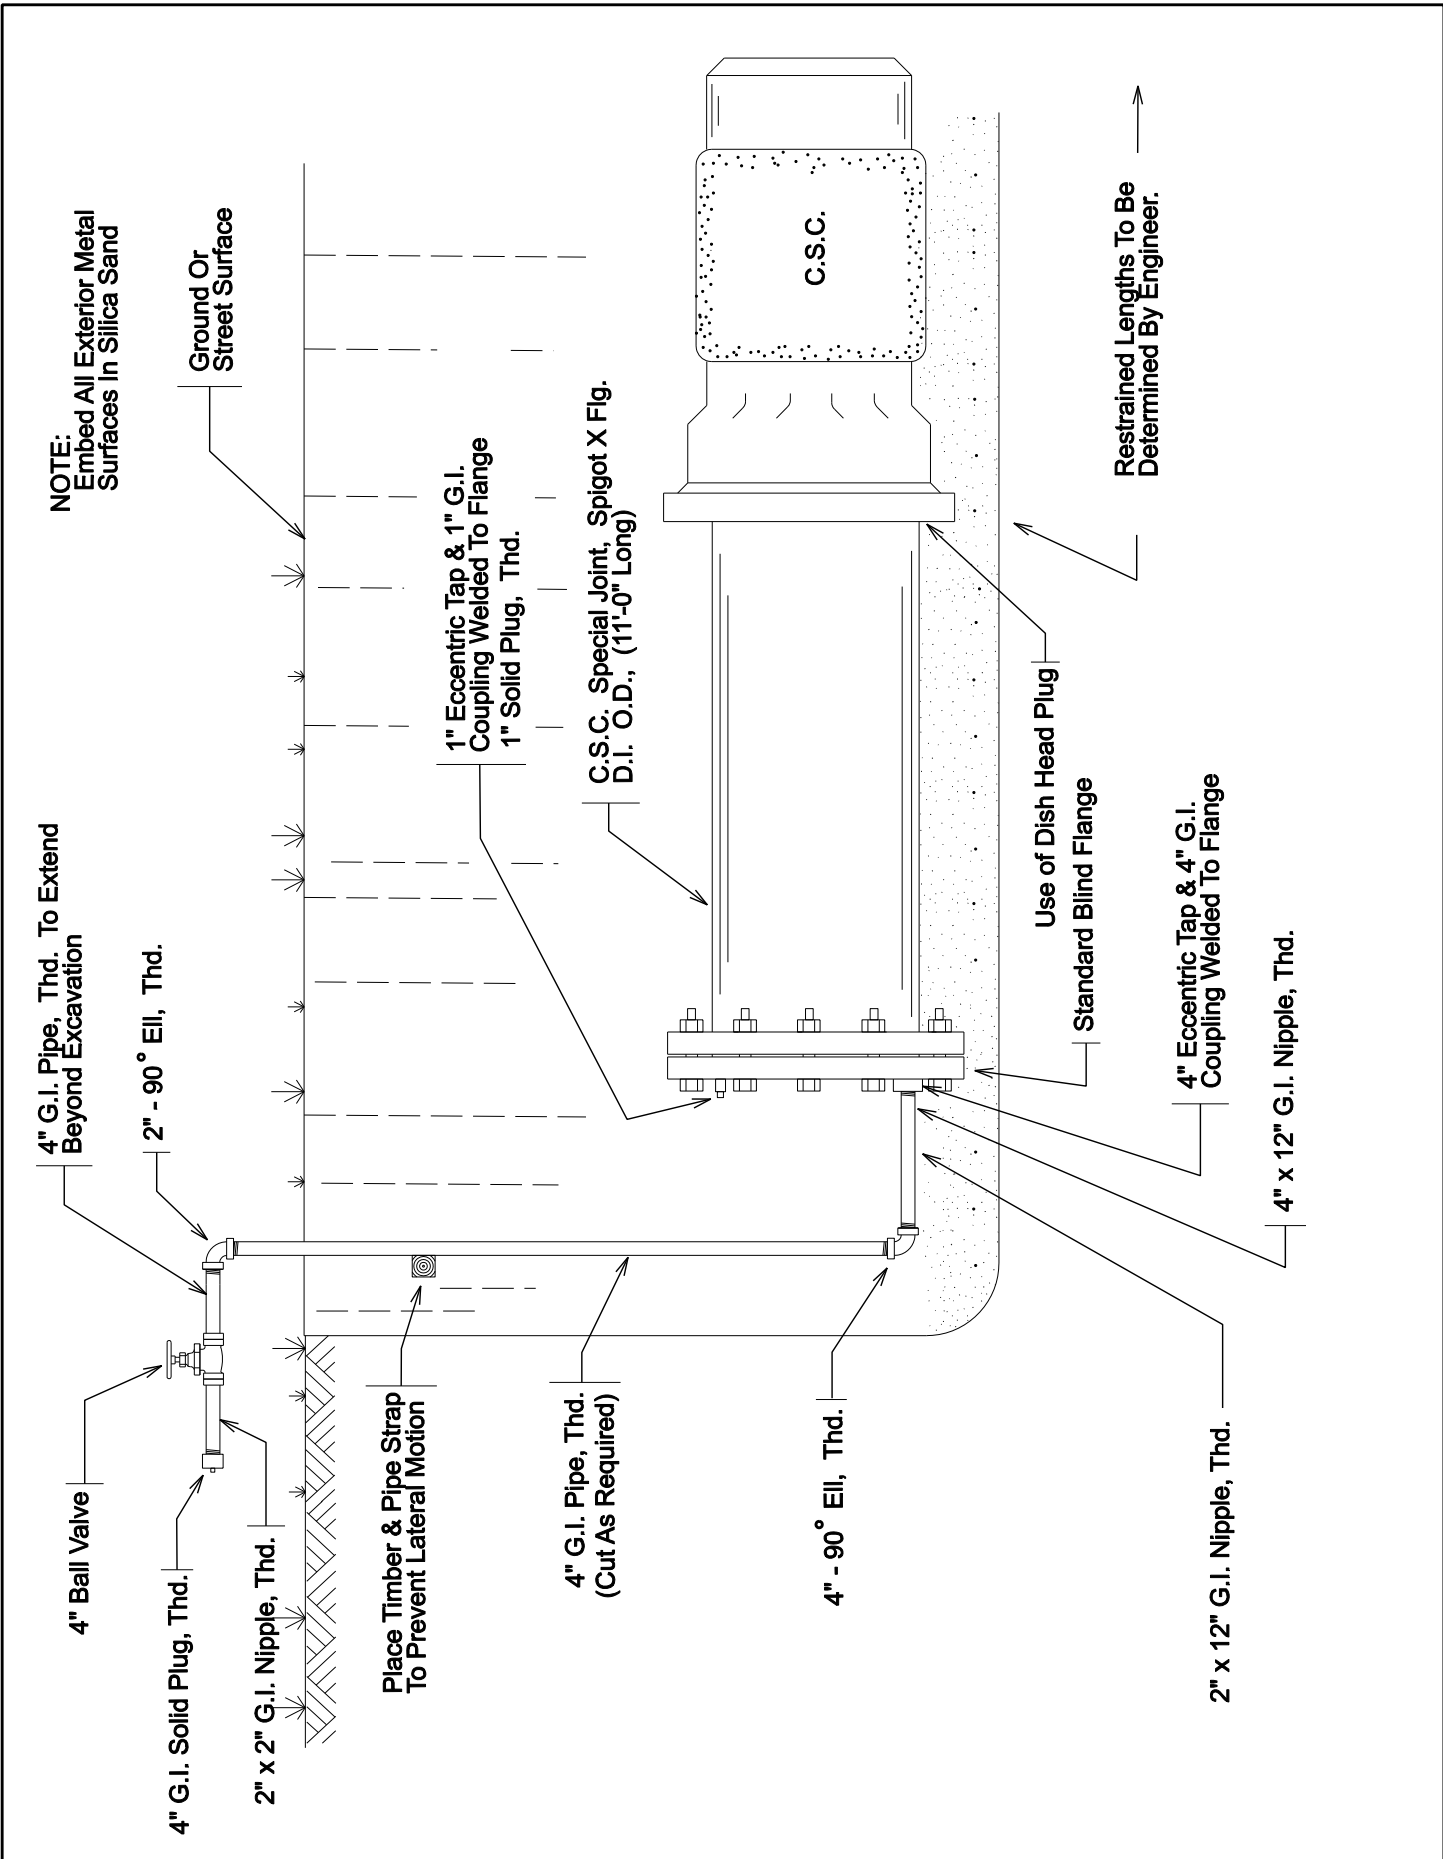 NOTE:
Embed All Exterior Metal
Surfaces In Silica Sand
Ground Or
Street Surface
4" G.I. Pipe, Thd. To Extend
Beyond Excavation
2" - 90° Ell, Thd.
4" Ball Valve
4" G.I. Solid Plug, Thd.
2" x 2" G.I. Nipple, Thd.
Place Timber & Pipe Strap
To Prevent Lateral Motion
1" Eccentric Tap & 1" G.I.
Coupling Welded To Flange
1" Solid Plug, Thd.
C.S.C. Special Joint, Spigot X Flg.
D.I. O.D., (11'-0" Long)
C.S.C.
4" G.I. Pipe, Thd.
(Cut As Required)
4" - 90° Ell, Thd.
Use of Dish Head Plug
Standard Blind Flange
Restrained Lengths To Be
Determined By Engineer.
4" Eccentric Tap & 4" G.I.
Coupling Welded To Flange
4" x 12" G.I. Nipple, Thd.
2" x 12" G.I. Nipple, Thd.